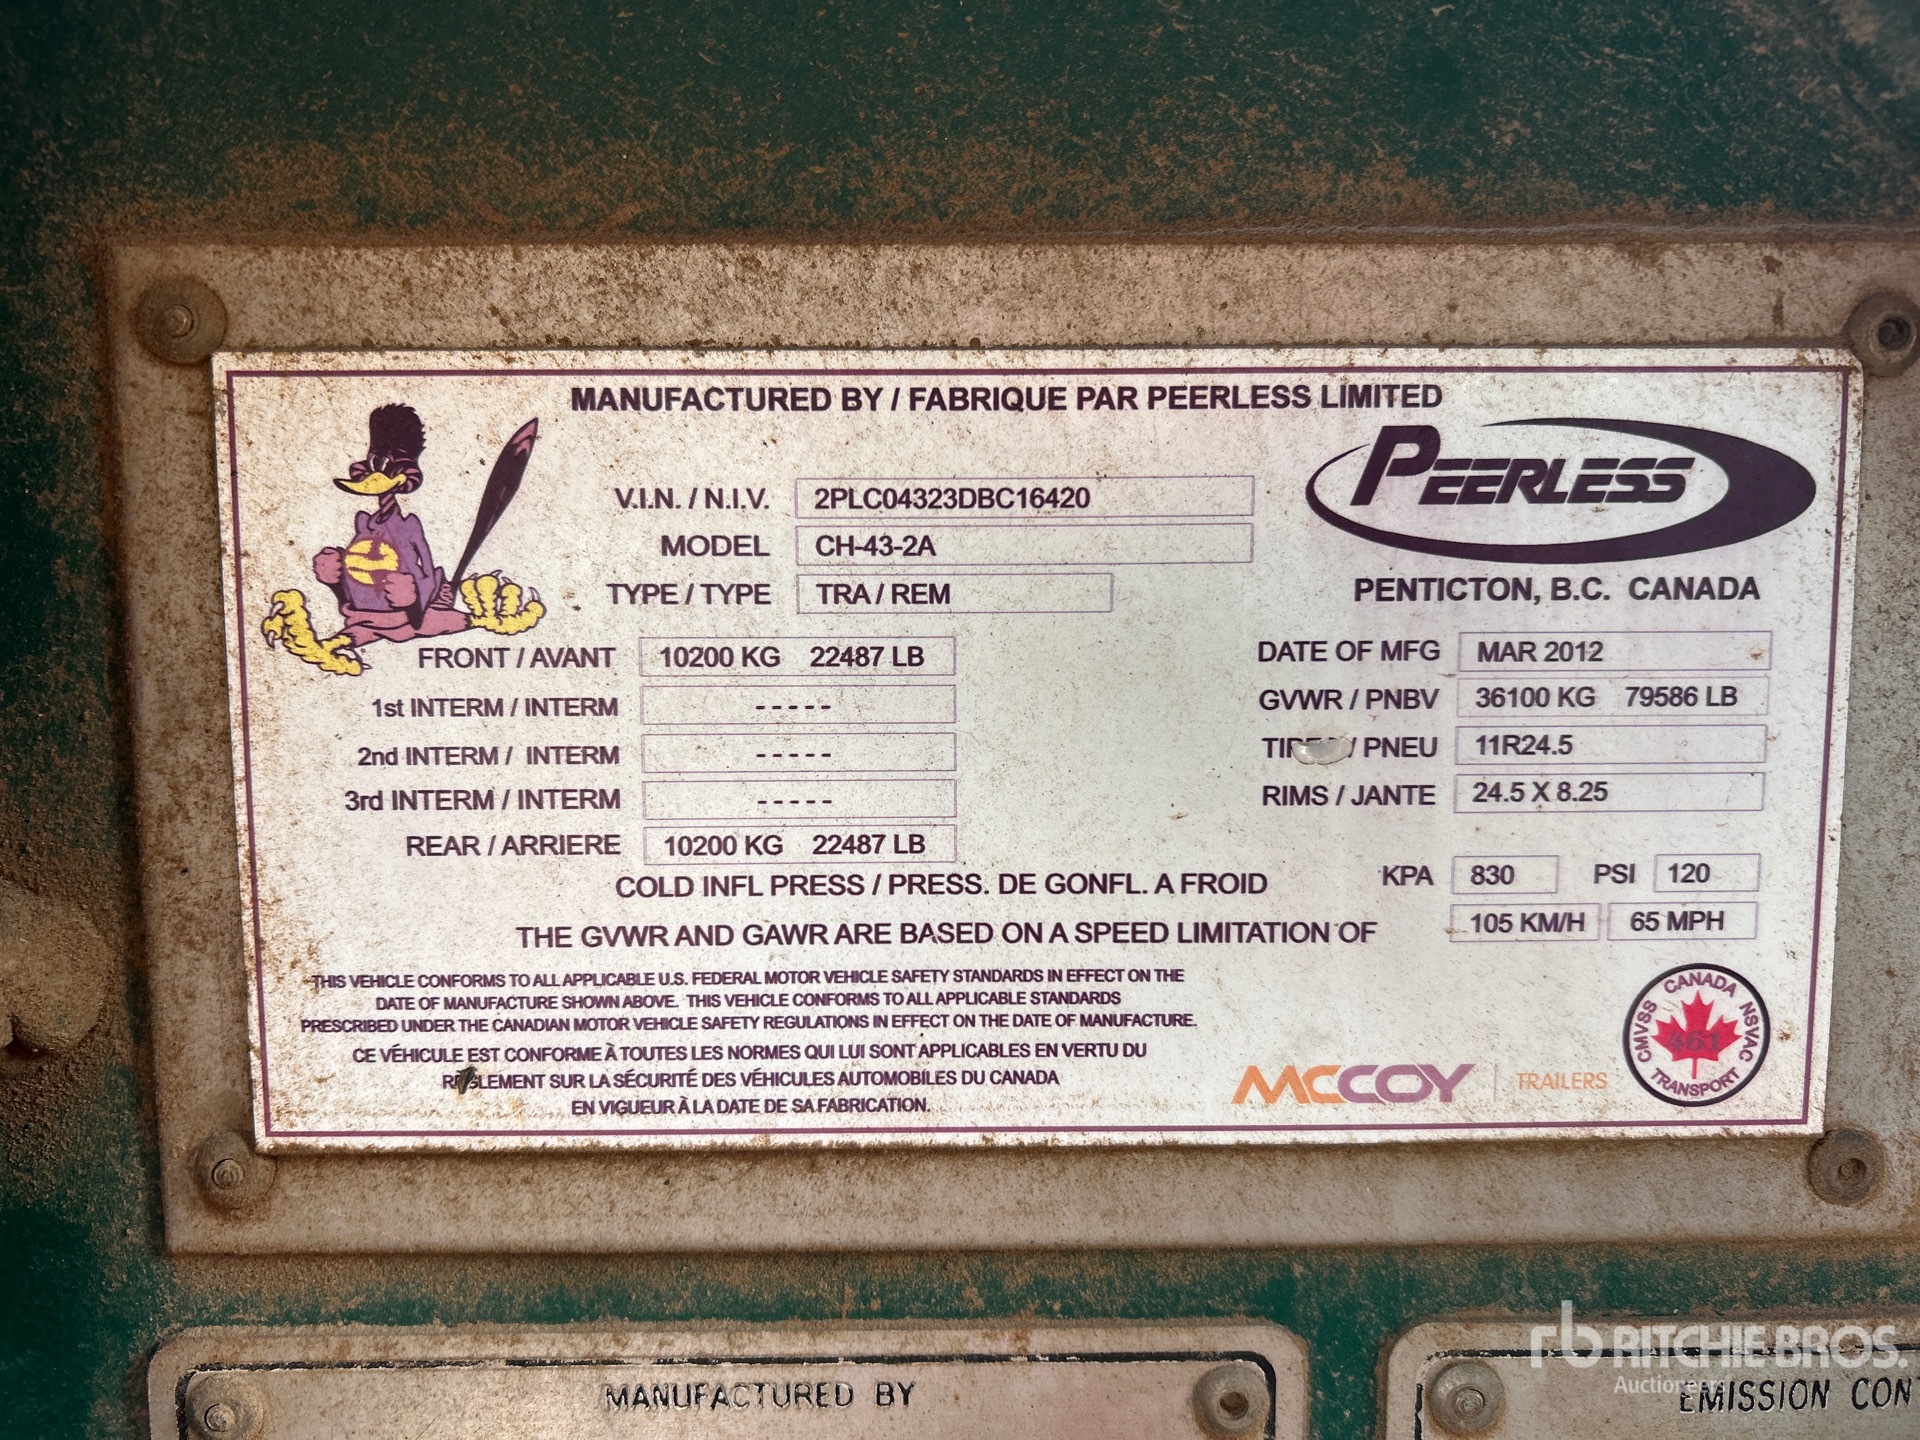 MANUFACTURED BY / FABRIQUE PAR PEERLESS LIMITED
PEERLESS
PENTICTON, B.C. CANADA
V.I.N. / N.I.V. 2PLC04323DBC16420
MODEL CH-43-2A
TYPE / TYPE TRA / REM
FRONT / AVANT 10200 KG 22487 LB
1st INTERM / INTERM -----
2nd INTERM / INTERM -----
3rd INTERM / INTERM -----
REAR / ARRIERE 10200 KG 22487 LB
DATE OF MFG MAR 2012
GVWR / PNBV 36100 KG 79586 LB
/ PNEU 11R24.5
RIMS / JANTE 24.5 X 8.25
COLD INFL PRESS / PRESS. DE GONFL. A FROID KPA 830 PSI 120
THE GVWR AND GAWR ARE BASED ON A SPEED LIMITATION OF 105 KM/H 65 MPH
THIS VEHICLE CONFORMS TO ALL APPLICABLE U.S. FEDERAL MOTOR VEHICLE SAFETY STANDARDS IN EFFECT ON THE
DATE OF MANUFACTURE SHOWN ABOVE. THIS VEHICLE CONFORMS TO ALL APPLICABLE STANDARDS
PRESCRIBED UNDER THE CANADIAN MOTOR VEHICLE SAFETY REGULATIONS IN EFFECT ON THE DATE OF MANUFACTURE.
CE VÉHICULE EST CONFORME À TOUTES LES NORMES QUI LUI SONT APPLICABLES EN VERTU DU
RÈGLEMENT SUR LA SÉCURITÉ DES VÉHICULES AUTOMOBILES DU CANADA
EN VIGUEUR À LA DATE DE SA FABRICATION.
MCCOY | TRAILERS
CANADA
CMVSS
NSVAC
TRANSPORT
461
MANUFACTURED BY
EMISSION CON
rb RITCHIE BROS.
Auctioneers